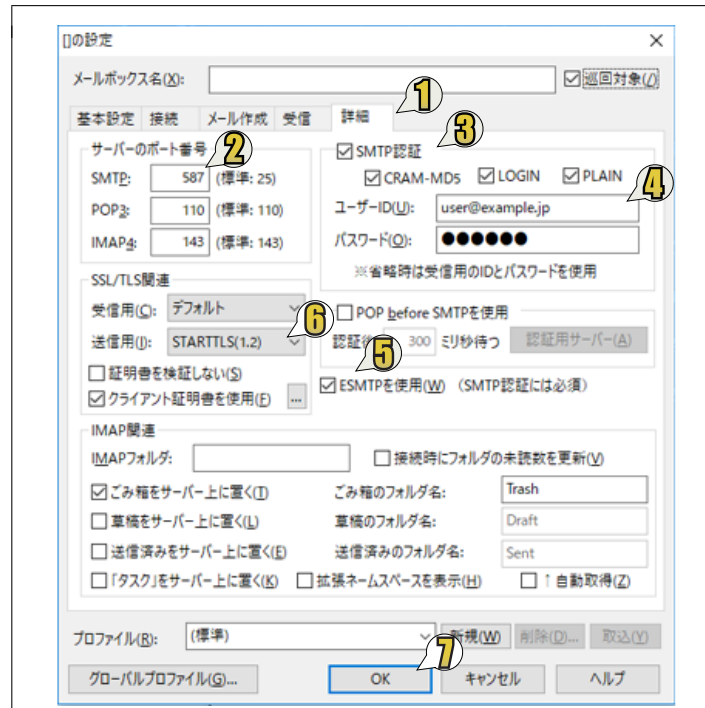 []の設定
メールボックス名(X):
巡回対象(/)
基本設定 接続 メール作成 受信 詳細
1
サーバーのポート番号
2
SMTP: 587 (標準: 25)
POP3: 110 (標準: 110)
IMAP4: 143 (標準: 143)
3
SMTP認証
CRAM-MD5 LOGIN PLAIN
4
ユーザーID(U): user@example.jp
パスワード(O): ●●●●●●
※省略時は受信用のIDとパスワードを使用
SSL/TLS関連
受信用(C): デフォルト
送信用(I): STARTTLS(1.2)
6
証明書を検証しない(S)
クライアント証明書を使用(F) ...
POP before SMTPを使用
認証後 300 ミリ秒待つ 認証用サーバー(A)
5
ESMTPを使用(W) (SMTP認証には必須)
IMAP関連
IMAPフォルダ:
接続時にフォルダの未読数を更新(V)
ごみ箱をサーバー上に置く(T) ごみ箱のフォルダ名: Trash
草稿をサーバー上に置く(L) 草稿のフォルダ名: Draft
送信済みをサーバー上に置く(E) 送信済みのフォルダ名: Sent
「タスク」をサーバー上に置く(K) 拡張ネームスペースを表示(H) ↑自動取得(Z)
プロファイル(R): (標準) 新規(W) 削除(D)... 取込(Y)
7
グローバルプロファイル(G)... OK キャンセル ヘルプ